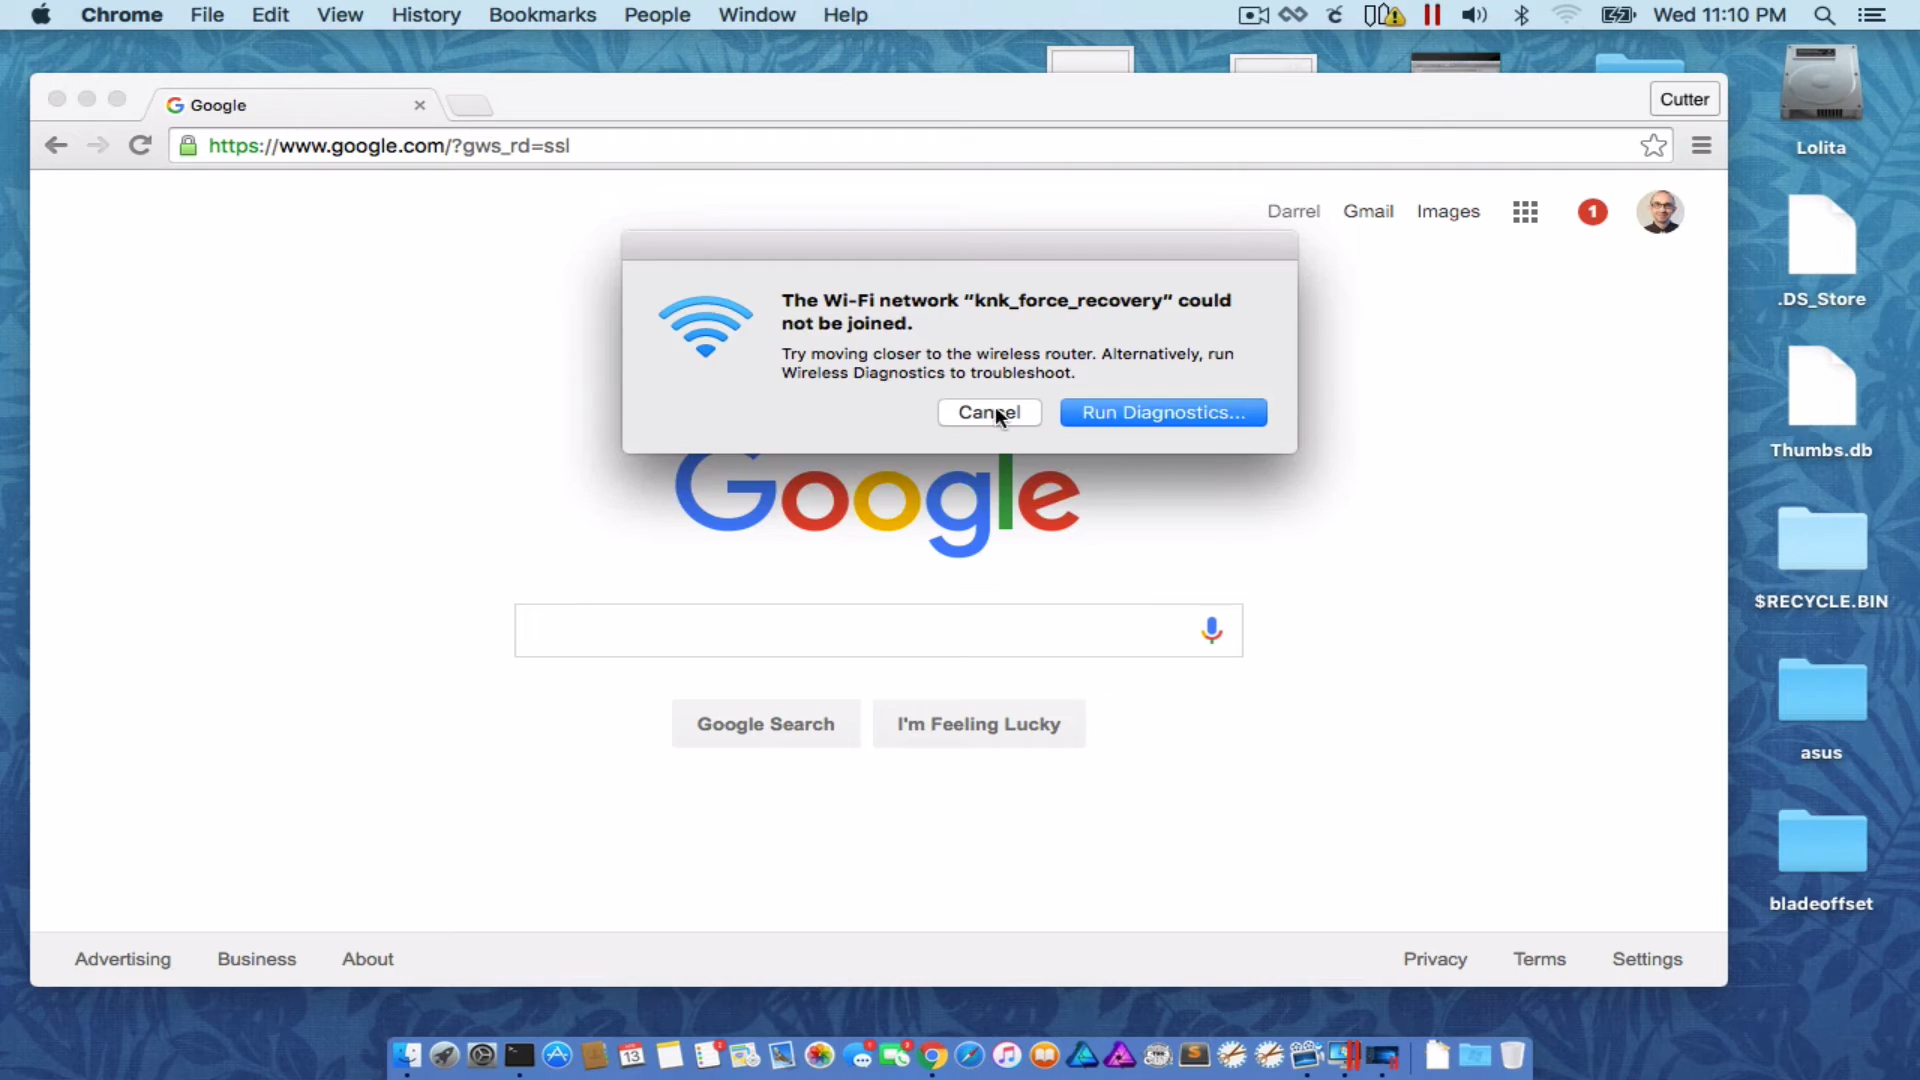 Chrome File Edit View History Bookmarks People Window Help Wed 11:10 PM
Google Cutter
https://www.google.com/?gws_rd=ssl
Darrel Gmail Images 1
The Wi-Fi network “knk_force_recovery” could
not be joined.
Try moving closer to the wireless router. Alternatively, run
Wireless Diagnostics to troubleshoot.
Cancel Run Diagnostics...
Google
Google Search I'm Feeling Lucky
Advertising Business About Privacy Terms Settings
Lolita
.DS_Store
Thumbs.db
$RECYCLE.BIN
asus
bladeoffset
13